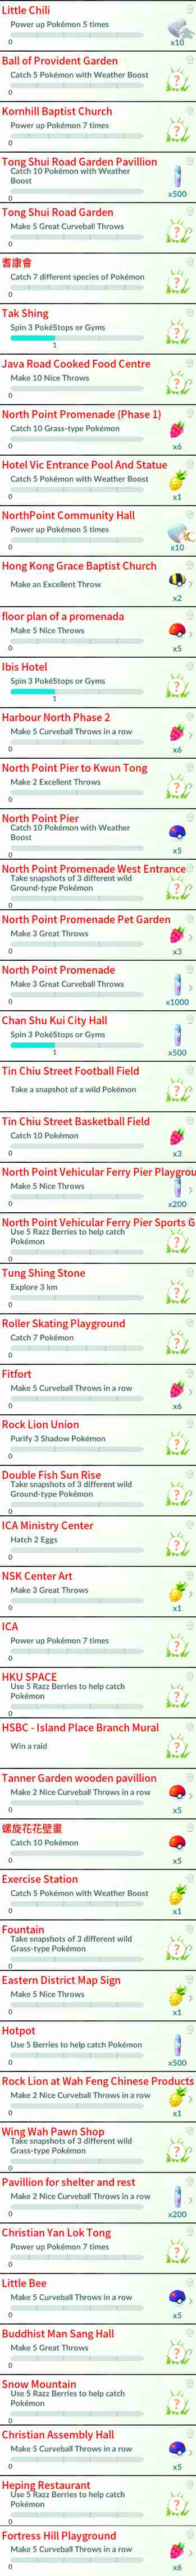 Little Chili
Power up Pokémon 5 times
0
x10
Ball of Provident Garden
Catch 5 Pokémon with Weather Boost
0
?
Kornhill Baptist Church
Power up Pokémon 7 times
0
?
Tong Shui Road Garden Pavillion
Catch 10 Pokémon with Weather
Boost
0
x500
Tong Shui Road Garden
Make 5 Great Curveball Throws
0
?
耆康會
Catch 7 different species of Pokémon
0
?
Tak Shing
Spin 3 PokéStops or Gyms
1
?
Java Road Cooked Food Centre
Make 10 Nice Throws
0
?
North Point Promenade (Phase 1)
Catch 10 Grass-type Pokémon
0
x6
Hotel Vic Entrance Pool And Statue
Catch 5 Pokémon with Weather Boost
0
x1
NorthPoint Community Hall
Power up Pokémon 5 times
0
x10
Hong Kong Grace Baptist Church
Make an Excellent Throw
x2
floor plan of a promenada
Make 5 Nice Throws
0
x5
Ibis Hotel
Spin 3 PokéStops or Gyms
1
?
Harbour North Phase 2
Make 5 Curveball Throws in a row
0
x6
North Point Pier to Kwun Tong
Make 2 Excellent Throws
0
?
North Point Pier
Catch 10 Pokémon with Weather
Boost
0
x5
North Point Promenade West Entrance
Take snapshots of 3 different wild
Ground-type Pokémon
0
?
North Point Promenade Pet Garden
Make 3 Great Throws
0
x3
North Point Promenade
Make 3 Great Curveball Throws
0
x1000
Chan Shu Kui City Hall
Spin 3 PokéStops or Gyms
1
x500
Tin Chiu Street Football Field
Take a snapshot of a wild Pokémon
?
Tin Chiu Street Basketball Field
Catch 10 Pokémon
0
x3
North Point Vehicular Ferry Pier Playgrou
Make 5 Nice Throws
0
x200
North Point Vehicular Ferry Pier Sports G
Use 5 Razz Berries to help catch
Pokémon
0
?
Tung Shing Stone
Explore 3 km
0
?
Roller Skating Playground
Catch 7 Pokémon
0
?
Fitfort
Make 5 Curveball Throws in a row
0
x6
Rock Lion Union
Purify 3 Shadow Pokémon
0
?
Double Fish Sun Rise
Take snapshots of 3 different wild
Ground-type Pokémon
0
?
ICA Ministry Center
Hatch 2 Eggs
0
?
NSK Center Art
Make 3 Great Throws
0
x1
ICA
Power up Pokémon 7 times
0
?
HKU SPACE
Use 5 Razz Berries to help catch
Pokémon
0
?
HSBC - Island Place Branch Mural
Win a raid
?
Tanner Garden wooden pavillion
Make 2 Nice Curveball Throws in a row
0
x5
螺旋花花壁畫
Catch 10 Pokémon
0
x5
Exercise Station
Catch 5 Pokémon with Weather Boost
0
x1
Fountain
Take snapshots of 3 different wild
Grass-type Pokémon
0
?
Eastern District Map Sign
Make 5 Nice Throws
0
x1
Hotpot
Use 5 Berries to help catch Pokémon
0
x500
Rock Lion at Wah Feng Chinese Products
Make 2 Nice Curveball Throws in a row
0
x1
Wing Wah Pawn Shop
Take snapshots of 3 different wild
Grass-type Pokémon
0
?
Pavillion for shelter and rest
Make 2 Nice Curveball Throws in a row
0
x200
Christian Yan Lok Tong
Power up Pokémon 7 times
0
?
Little Bee
Make 5 Curveball Throws in a row
0
x5
Buddhist Man Sang Hall
Make 5 Great Throws
0
?
Snow Mountain
Use 5 Razz Berries to help catch
Pokémon
0
?
Christian Assembly Hall
Make 5 Curveball Throws in a row
0
x5
Heping Restaurant
Use 5 Razz Berries to help catch
Pokémon
0
?
Fortress Hill Playground
Make 5 Curveball Throws in a row
0
x6